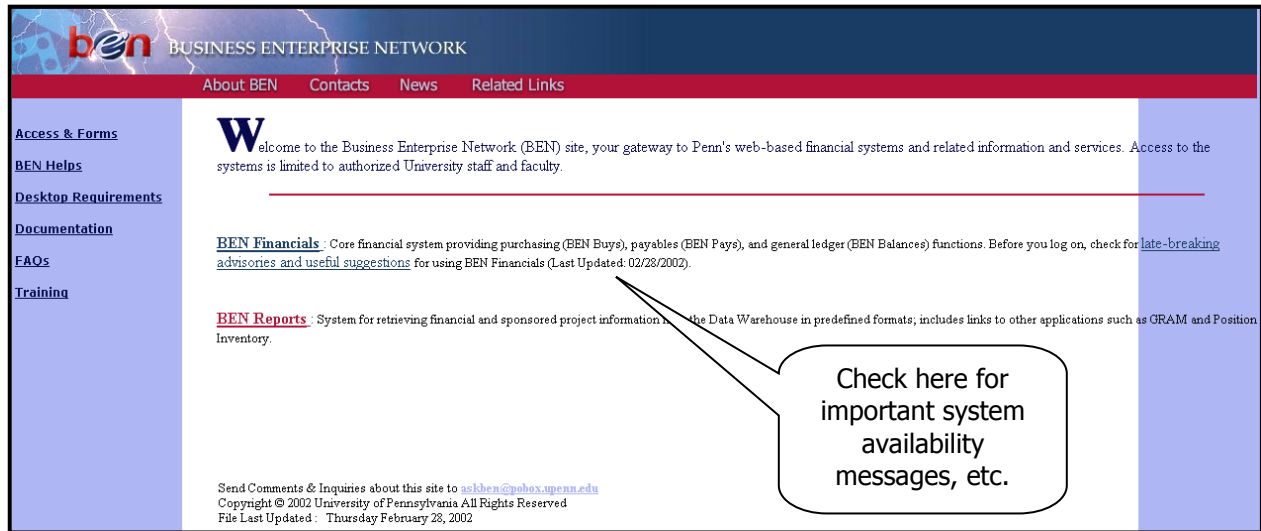 ben BUSINESS ENTERPRISE NETWORK
About BEN Contacts News Related Links
Access & Forms
BEN Helps
Desktop Requirements
Documentation
FAQs
Training
Welcome to the Business Enterprise Network (BEN) site, your gateway to Penn's web-based financial systems and related information and services. Access to the
systems is limited to authorized University staff and faculty.
BEN Financials : Core financial system providing purchasing (BEN Buys), payables (BEN Pays), and general ledger (BEN Balances) functions. Before you log on, check for late-breaking
advisories and useful suggestions for using BEN Financials (Last Updated: 02/28/2002).
BEN Reports : System for retrieving financial and sponsored project information the Data Warehouse in predefined formats; includes links to other applications such as GRAM and Position
Inventory.
Check here for
important system
availability
messages, etc.
Send Comments & Inquiries about this site to askben@pobox.upenn.edu
Copyright © 2002 University of Pennsylvania All Rights Reserved
File Last Updated : Thursday February 28, 2002